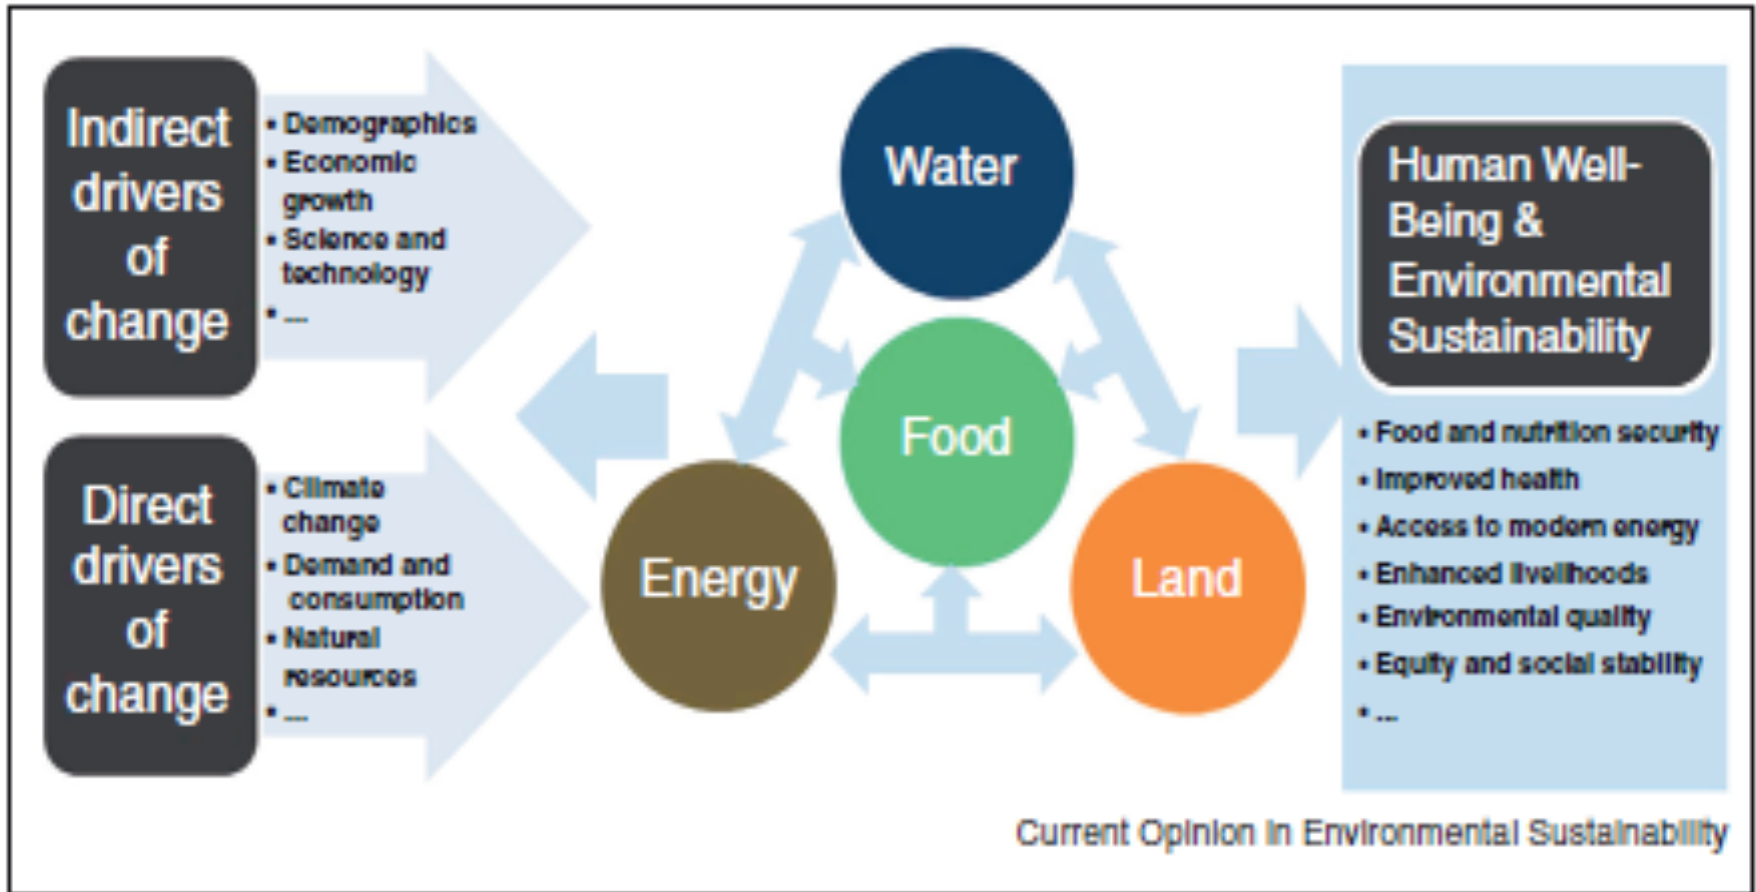 Indirect
drivers
of
change
• Demographics
• Economic
growth
• Science and
technology
• ...
Direct
drivers
of
change
• Climate
change
• Demand and
consumption
• Natural
resources
• ...
Water
Food
Energy
Land
Human Well-
Being &
Environmental
Sustainability
• Food and nutrition security
• Improved health
• Access to modern energy
• Enhanced livelihoods
• Environmental quality
• Equity and social stability
• ...
Current Opinion in Environmental Sustainability